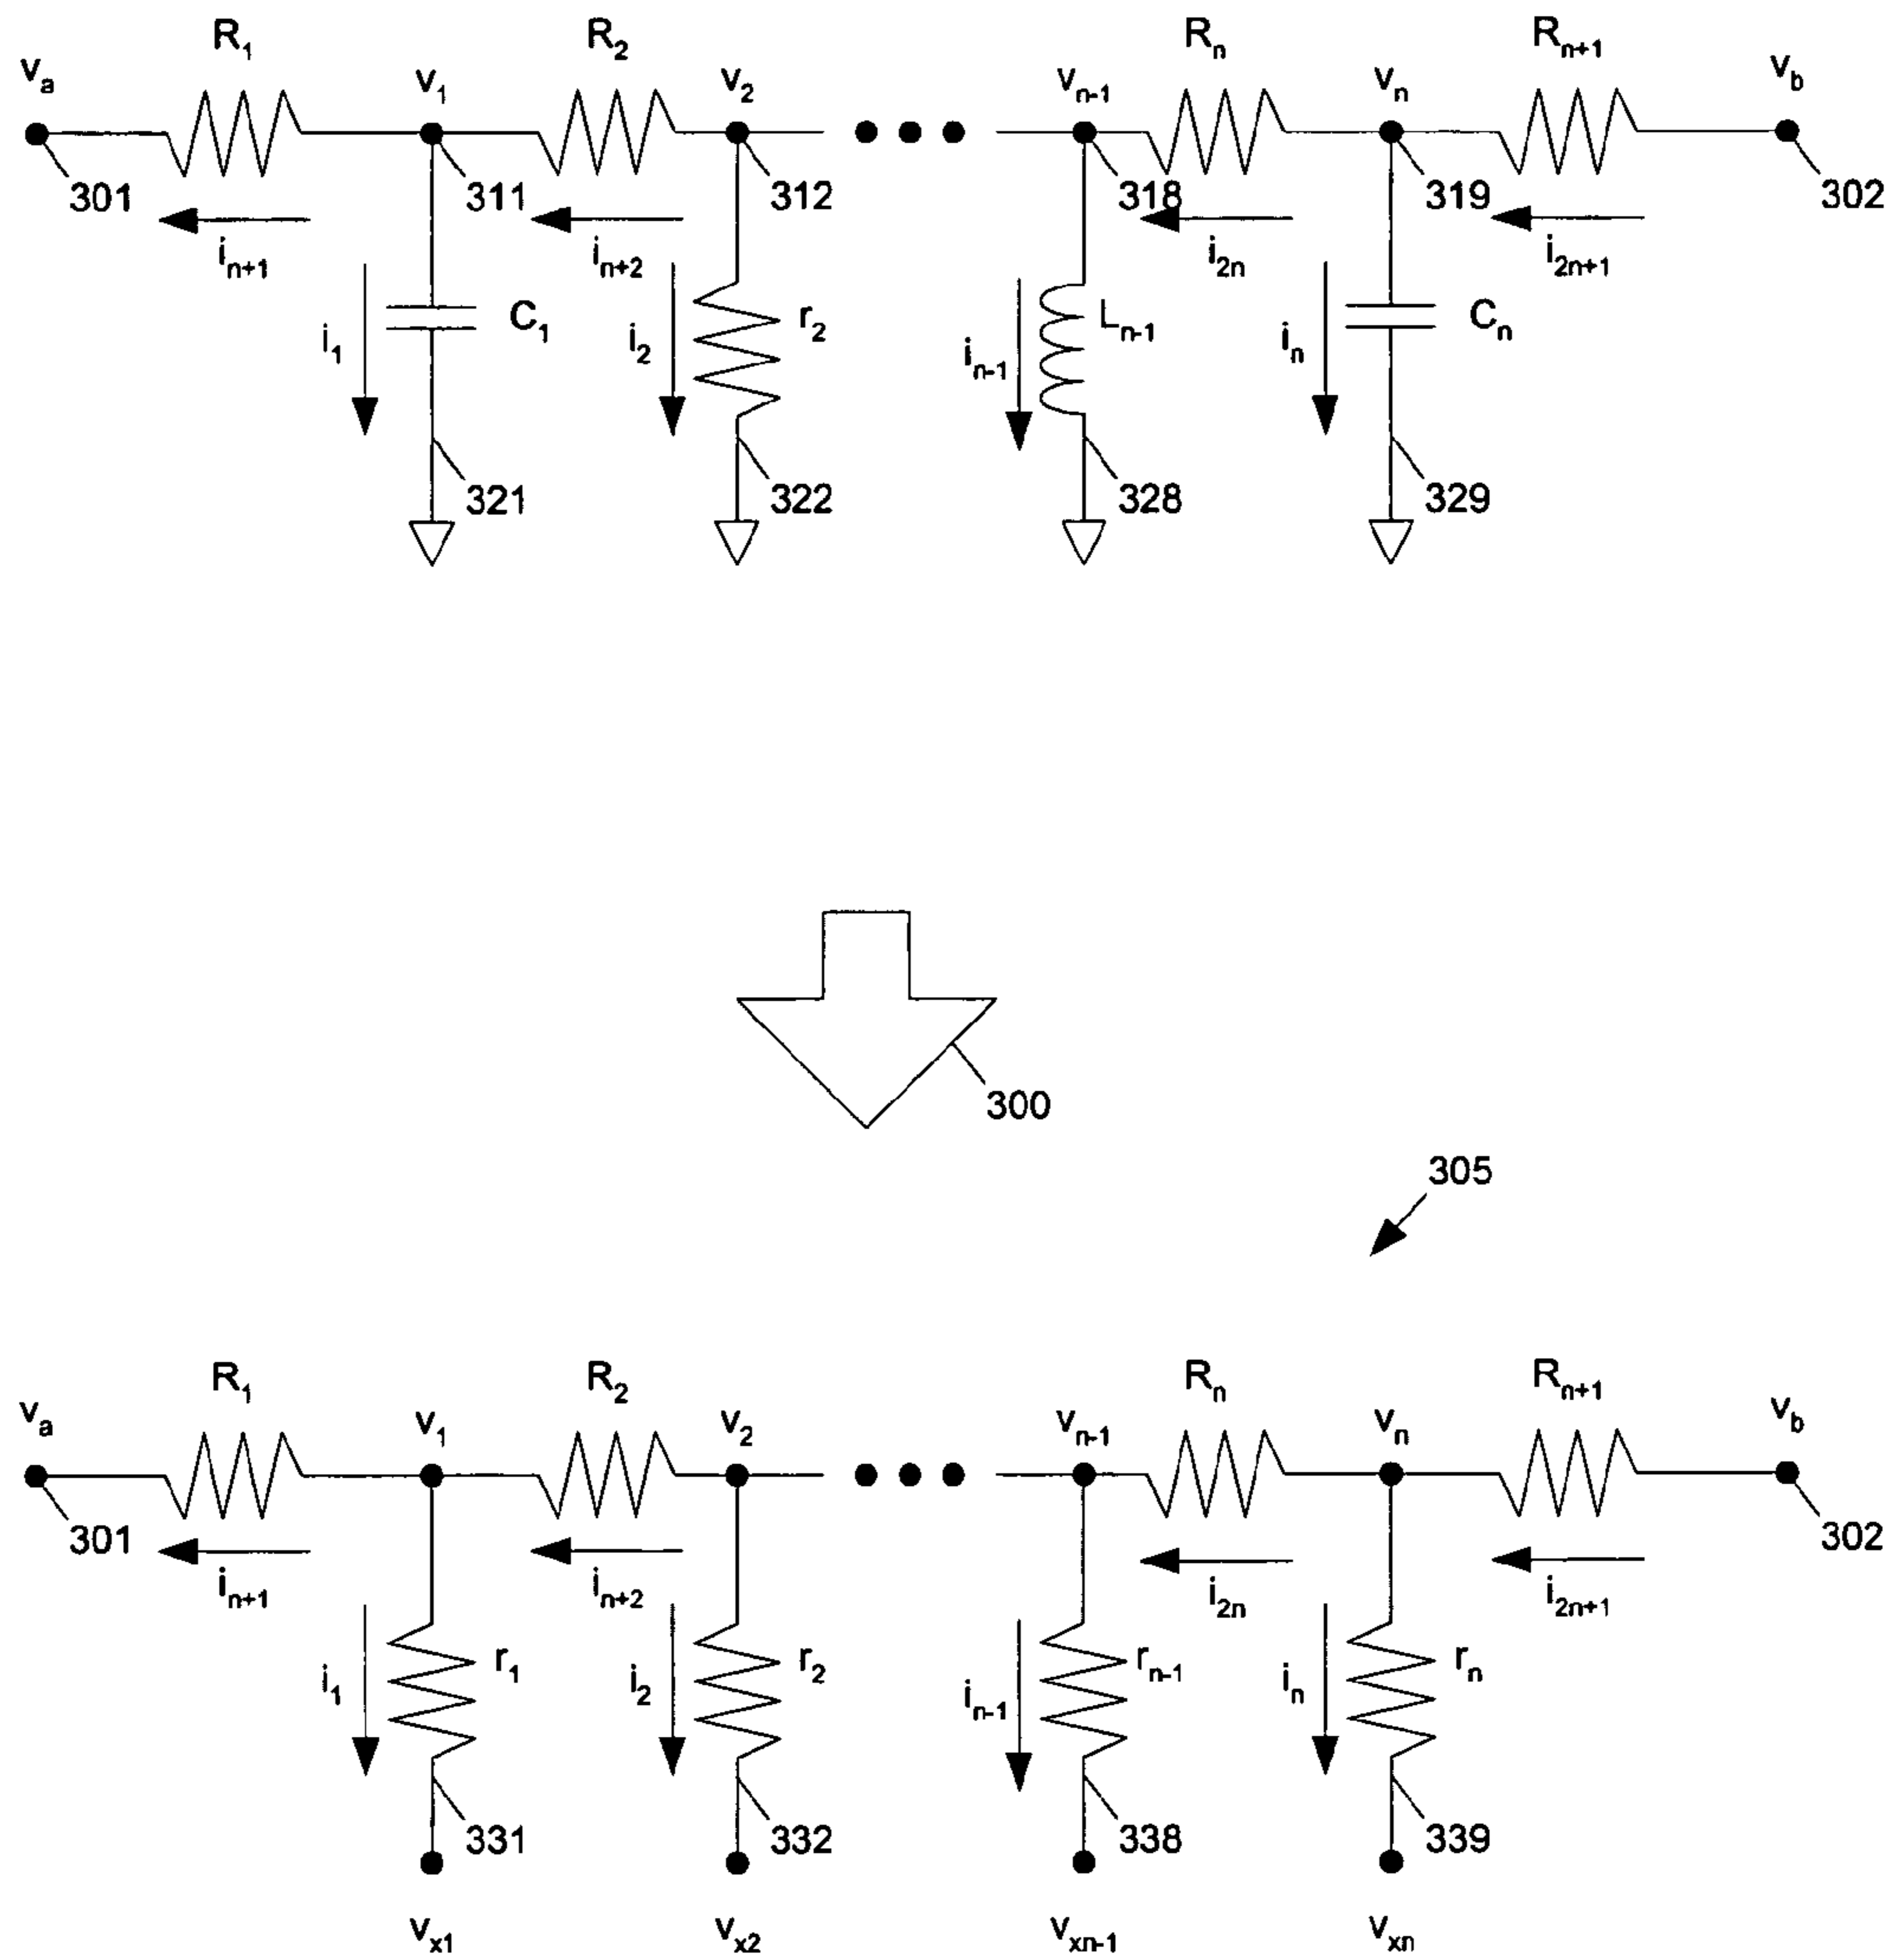 R₁ R₂ Rₙ Rₙ₊₁
vₐ v₁ v₂ vₙ₋₁ vₙ v_b
301 311 312 318 319 302
iₙ₊₁ iₙ₊₂ i₂ₙ i₂ₙ₊₁
i₁ C₁ i₂ r₂ iₙ₋₁ Lₙ₋₁ iₙ Cₙ
321 322 328 329
300
305
R₁ R₂ Rₙ Rₙ₊₁
vₐ v₁ v₂ vₙ₋₁ vₙ v_b
301 302
iₙ₊₁ iₙ₊₂ i₂ₙ i₂ₙ₊₁
i₁ r₁ i₂ r₂ iₙ₋₁ rₙ₋₁ iₙ rₙ
331 332 338 339
vₓ₁ vₓ₂ vₓₙ₋₁ vₓₙ